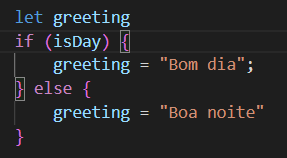 let greeting
if (isDay) {
    greeting = "Bom dia";
} else {
    greeting = "Boa noite"
}